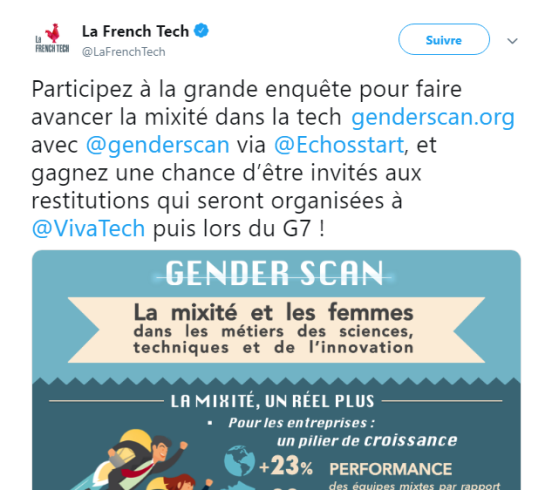 La French Tech
@LaFrenchTech
La
FRENCH TECH
Suivre
Participez à la grande enquête pour faire
avancer la mixité dans la tech genderscan.org
avec @genderscan via @Echosstart, et
gagnez une chance d’être invités aux
restitutions qui seront organisées à
@VivaTech puis lors du G7 !
GENDER SCAN
La mixité et les femmes
dans les métiers des sciences,
techniques et de l’innovation
LA MIXITÉ, UN RÉEL PLUS
• Pour les entreprises :
un pilier de croissance
+23% PERFORMANCE
des équipes mixtes par rapport